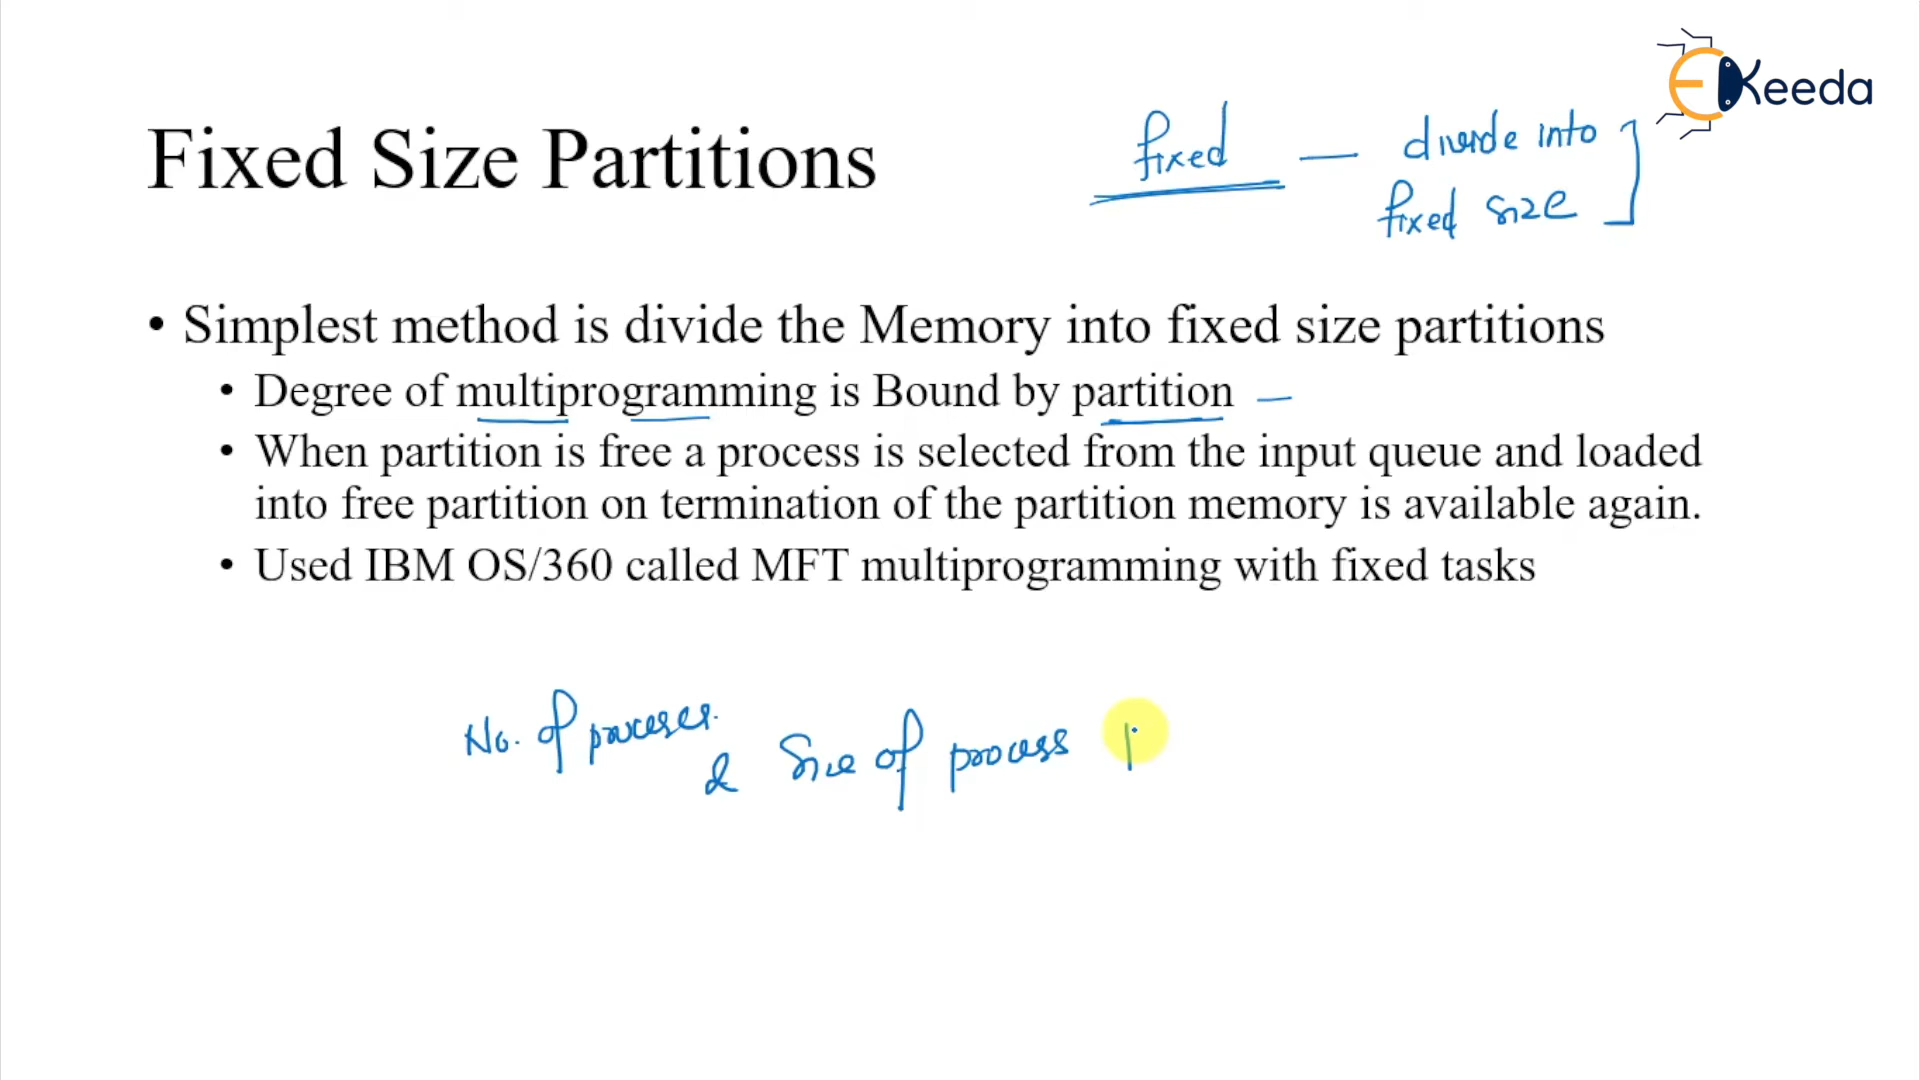 EKeeda
Fixed Size Partitions
fixed — divide into
fixed size
• Simplest method is divide the Memory into fixed size partitions
• Degree of multiprogramming is Bound by partition –
• When partition is free a process is selected from the input queue and loaded
into free partition on termination of the partition memory is available again.
• Used IBM OS/360 called MFT multiprogramming with fixed tasks
No. of processes.
& Size of process